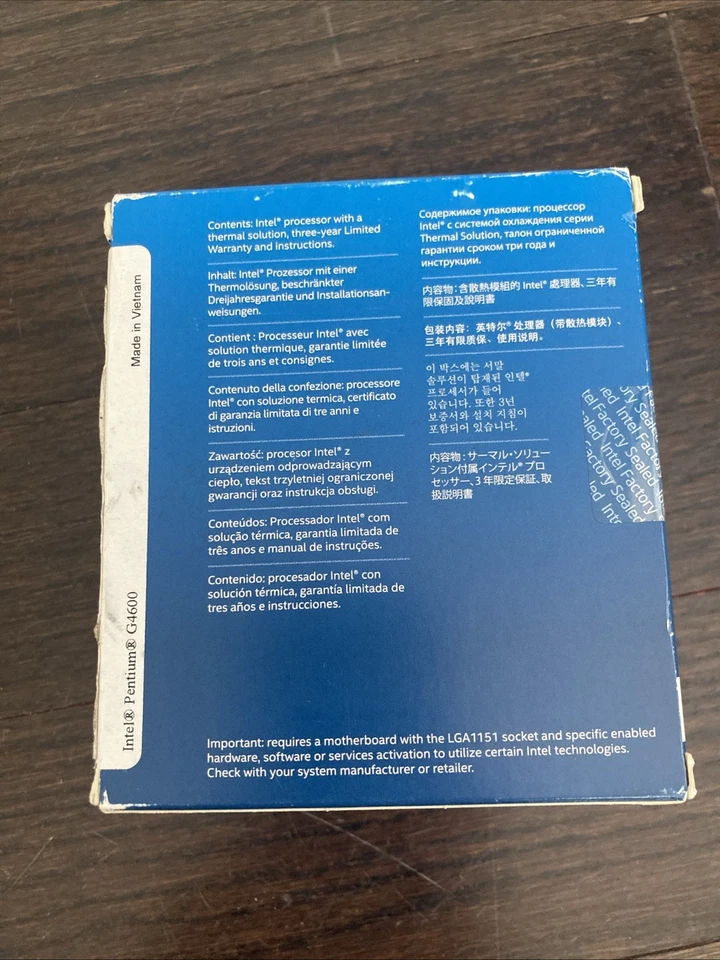 Made in Vietnam
Intel® Pentium® G4600
Contents: Intel® processor with a
thermal solution, three-year Limited
Warranty and instructions.
Inhalt: Intel® Prozessor mit einer
Thermolösung, beschränkter
Dreijahresgarantie und Installationsan-
weisungen.
Contient : Processeur Intel® avec
solution thermique, garantie limitée
de trois ans et consignes.
Contenuto della confezione: processore
Intel® con soluzione termica, certificato
di garanzia limitata di tre anni e
istruzioni.
Zawartość: procesor Intel® z
urządzeniem odprowadzającym
ciepło, tekst trzyletniej ograniczonej
gwarancji oraz instrukcja obsługi.
Conteúdos: Processador Intel® com
solução térmica, garantia limitada de
três anos e manual de instruções.
Contenido: procesador Intel® con
solución térmica, garantía limitada de
tres años e instrucciones.
Содержимое упаковки: процессор
Intel® с системой охлаждения серии
Thermal Solution, талон ограниченной
гарантии сроком три года и
инструкции.
內容物：含散熱模組的 Intel® 處理器、三年有
限保固及說明書
包装内容：英特尔® 处理器（带散热模块）、
三年有限质保、使用说明。
이 박스에는 서말
솔루션이 탑재된 인텔®
프로세서가 들어
있습니다. 또한 3년
보증서와 설치 지침이
포함되어 있습니다.
内容物：サーマル・ソリュー
ション付属インテル® プロ
セッサー、3 年限定保証、取
扱説明書
Intel Factory Sealed
Important: requires a motherboard with the LGA1151 socket and specific enabled
hardware, software or services activation to utilize certain Intel technologies.
Check with your system manufacturer or retailer.